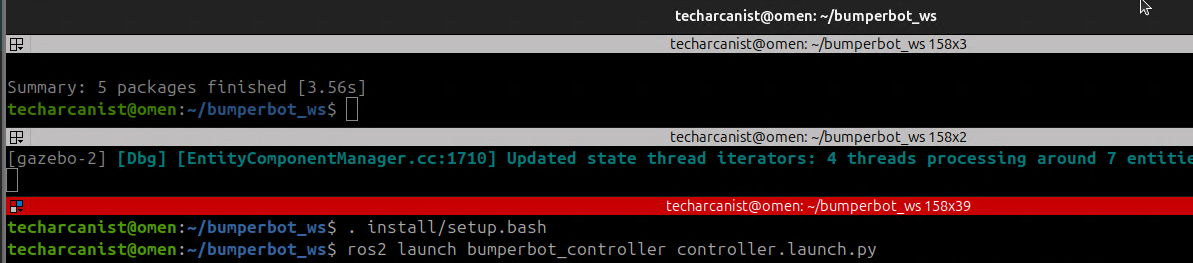 techarcanist@omen: ~/bumperbot_ws
techarcanist@omen: ~/bumperbot_ws 158x3
Summary: 5 packages finished [3.56s]
techarcanist@omen:~/bumperbot_ws$
techarcanist@omen: ~/bumperbot_ws 158x2
[gazebo-2] [Dbg] [EntityComponentManager.cc:1710] Updated state thread iterators: 4 threads processing around 7 entitie
techarcanist@omen: ~/bumperbot_ws 158x39
techarcanist@omen:~/bumperbot_ws$ . install/setup.bash
techarcanist@omen:~/bumperbot_ws$ ros2 launch bumperbot_controller controller.launch.py